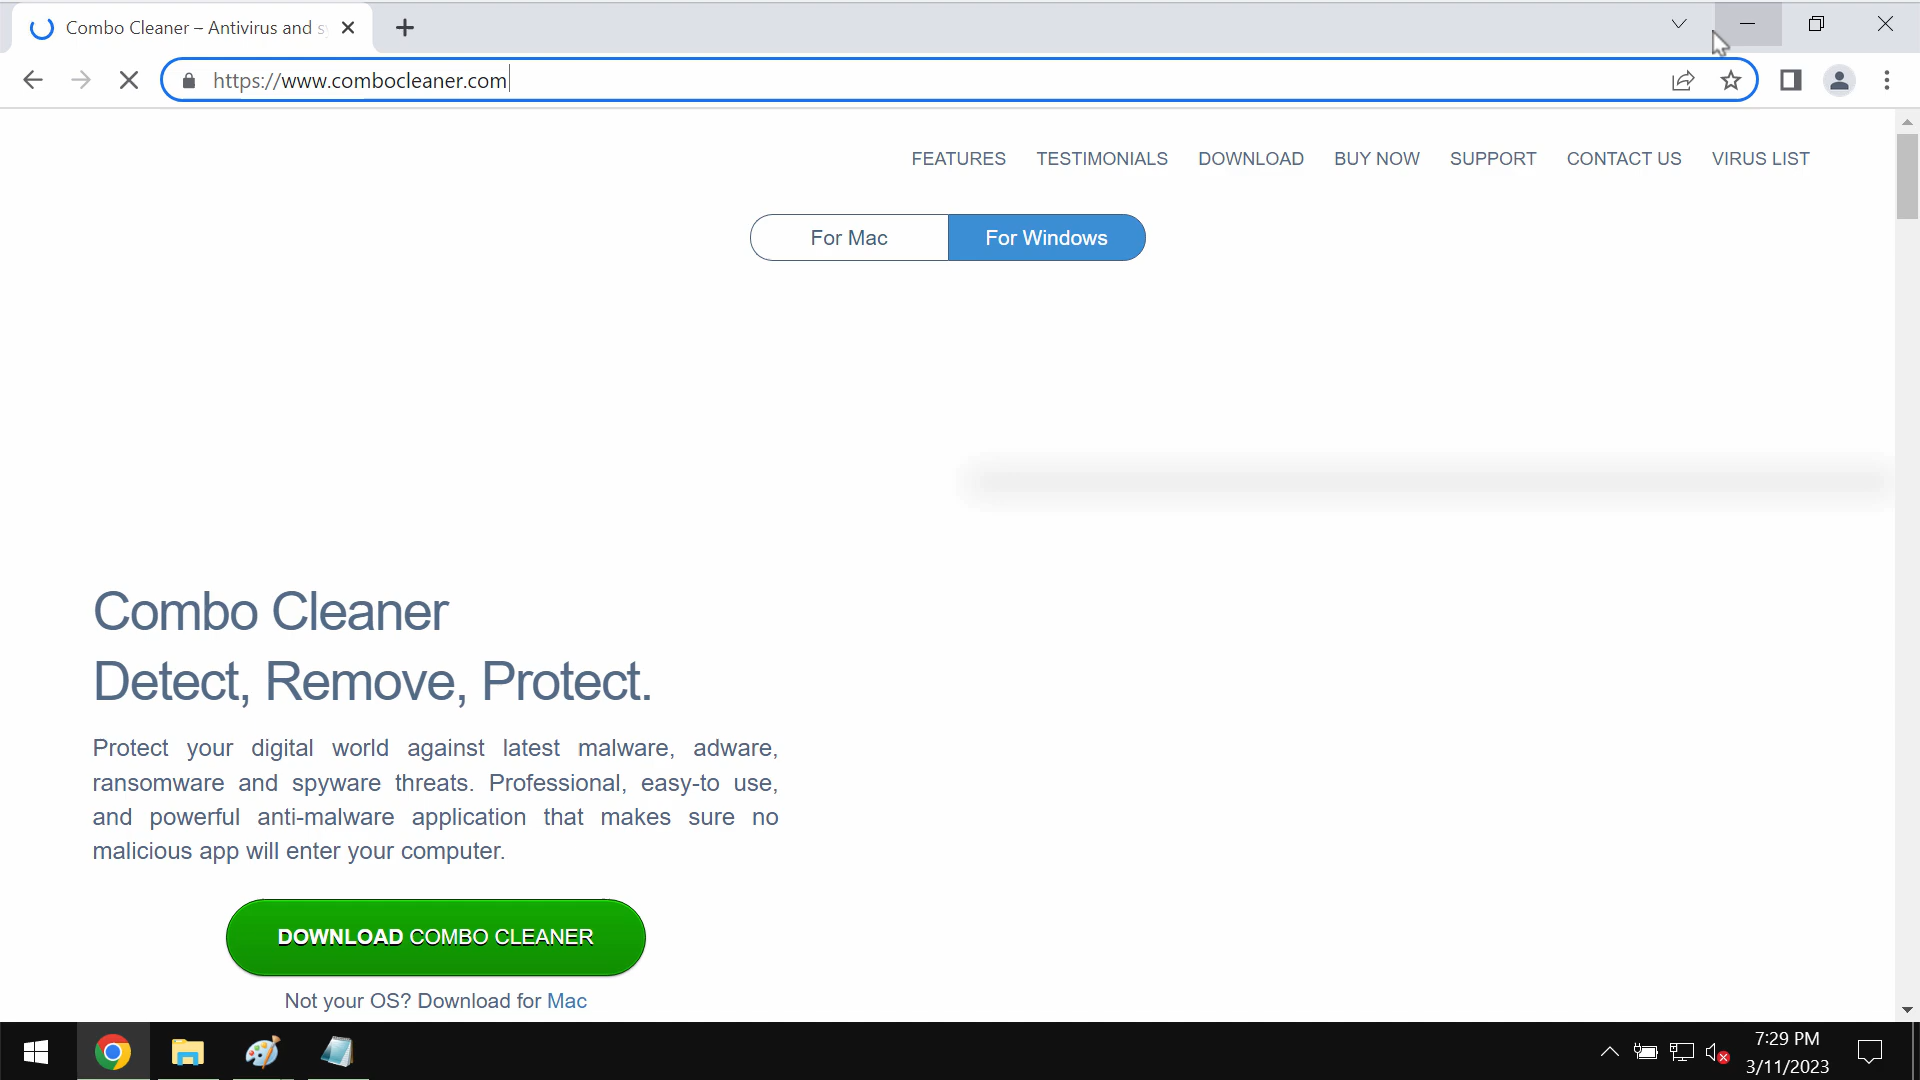 Combo Cleaner – Antivirus and s
https://www.combocleaner.com
FEATURES TESTIMONIALS DOWNLOAD BUY NOW SUPPORT CONTACT US VIRUS LIST
For Mac For Windows
Combo Cleaner
Detect, Remove, Protect.
Protect your digital world against latest malware, adware,
ransomware and spyware threats. Professional, easy-to use,
and powerful anti-malware application that makes sure no
malicious app will enter your computer.
DOWNLOAD COMBO CLEANER
Not your OS? Download for Mac
7:29 PM
3/11/2023